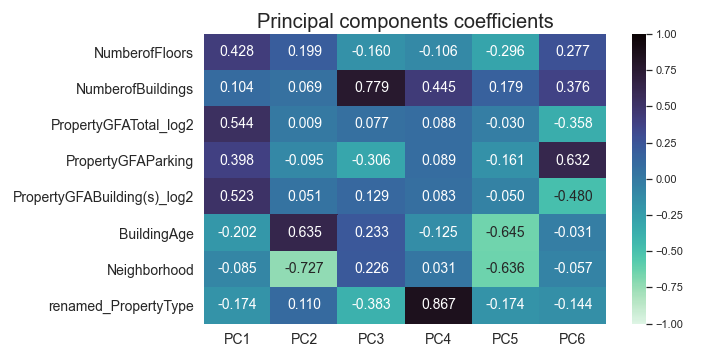 Principal components coefficients
NumberofFloors 0.428 0.199 -0.160 -0.106 -0.296 0.277
NumberofBuildings 0.104 0.069 0.779 0.445 0.179 0.376
PropertyGFATotal_log2 0.544 0.009 0.077 0.088 -0.030 -0.358
PropertyGFAParking 0.398 -0.095 -0.306 0.089 -0.161 0.632
PropertyGFABuilding(s)_log2 0.523 0.051 0.129 0.083 -0.050 -0.480
BuildingAge -0.202 0.635 0.233 -0.125 -0.645 -0.031
Neighborhood -0.085 -0.727 0.226 0.031 -0.636 -0.057
renamed_PropertyType -0.174 0.110 -0.383 0.867 -0.174 -0.144
PC1 PC2 PC3 PC4 PC5 PC6
1.00
0.75
0.50
0.25
0.00
-0.25
-0.50
-0.75
-1.00